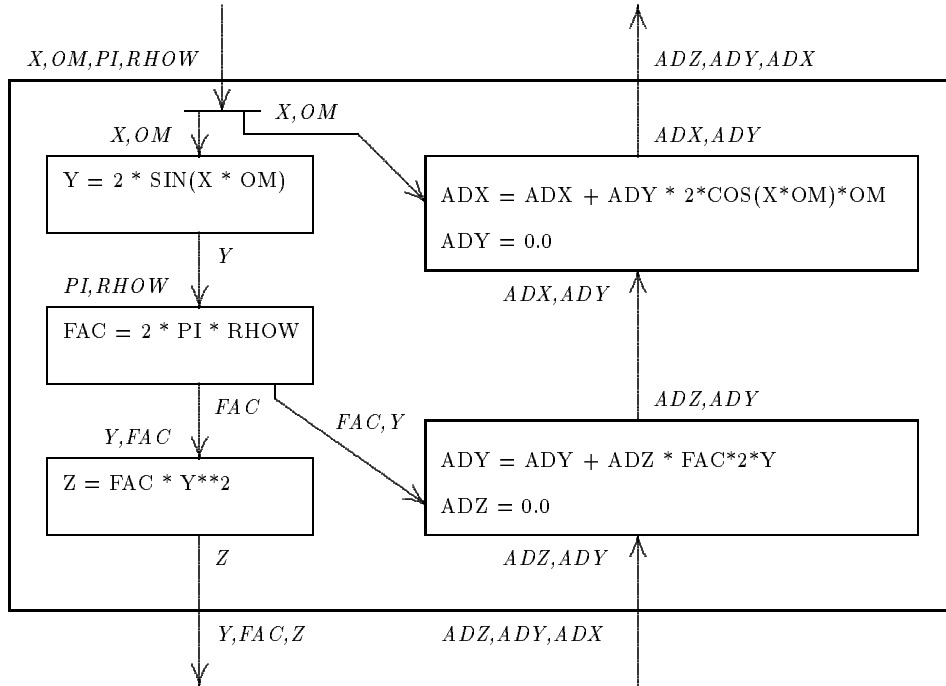 X,OM,PI,RHOW
ADZ,ADY,ADX
X,OM
X,OM
ADX,ADY
Y = 2 * SIN(X * OM)
ADX = ADX + ADY * 2*COS(X*OM)*OM
ADY = 0.0
Y
PI,RHOW
ADX,ADY
FAC = 2 * PI * RHOW
FAC
FAC,Y
ADZ,ADY
Y,FAC
Z = FAC * Y**2
ADY = ADY + ADZ * FAC*2*Y
ADZ = 0.0
Z
ADZ,ADY
Y,FAC,Z
ADZ,ADY,ADX